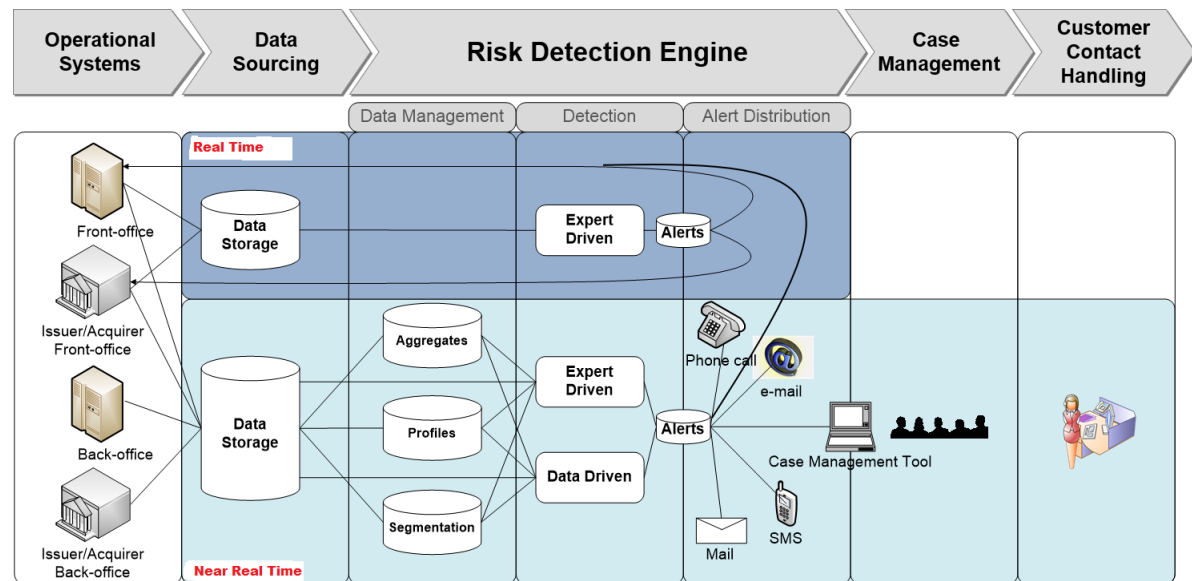 Operational
Systems
Data
Sourcing
Risk Detection Engine
Case
Management
Customer
Contact
Handling
Data Management
Detection
Alert Distribution
Real Time
Front-office
Data
Storage
Expert
Driven
Alerts
Issuer/Acquirer
Front-office
Aggregates
Phone call
e-mail
Back-office
Data
Storage
Profiles
Expert
Driven
Data Driven
Alerts
Case Management Tool
Segmentation
Mail
SMS
Issuer/Acquirer
Back-office
Near Real Time